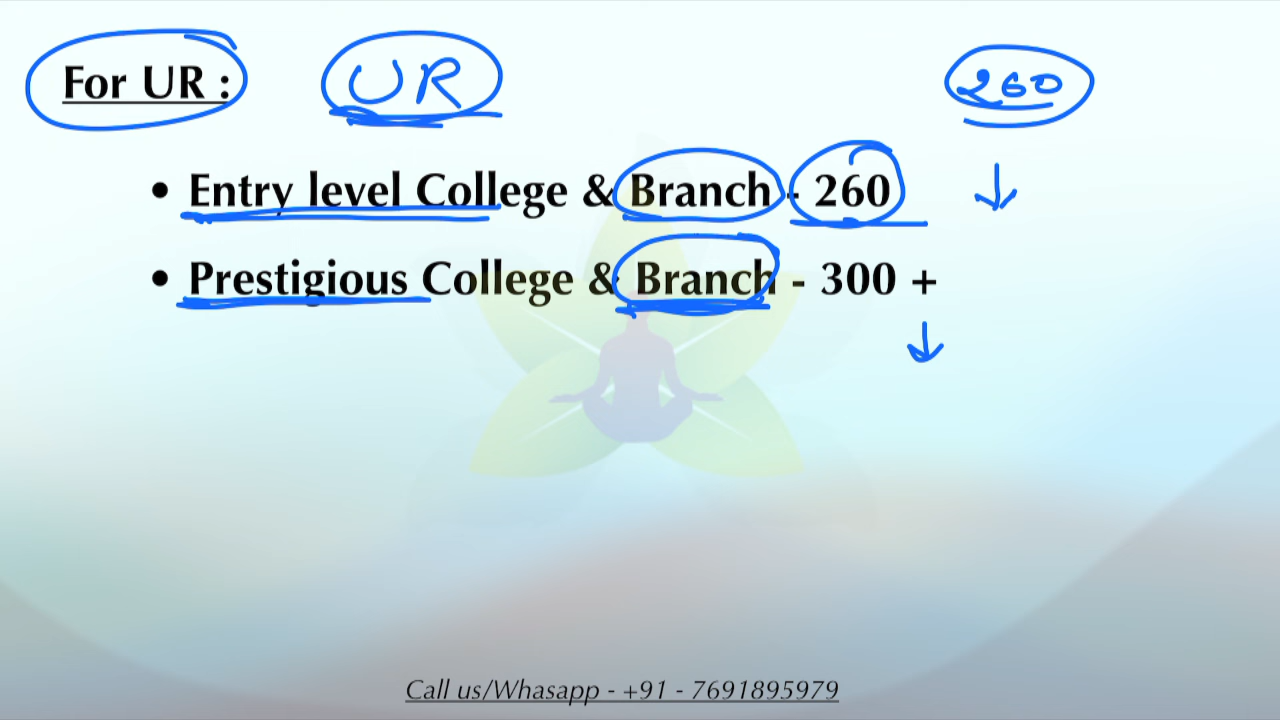 For UR : UR 260
• Entry level College & Branch - 260
• Prestigious College & Branch - 300 +
Call us/Whasapp - +91 - 7691895979